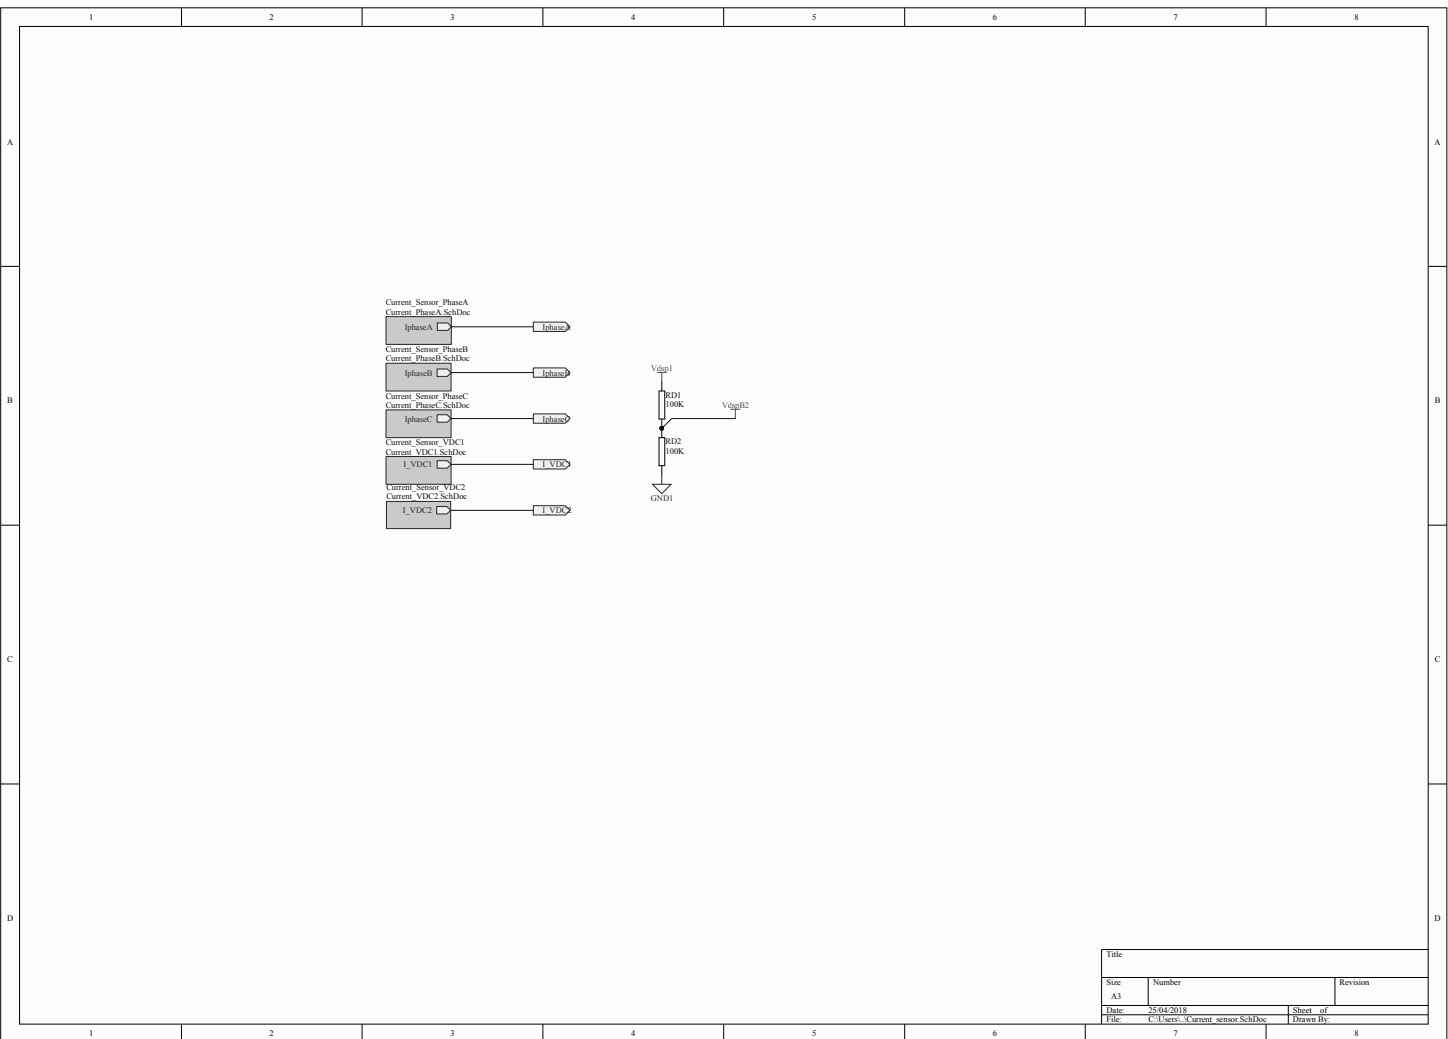 1 2 3 4 5 6 7 8
A A
Current_Sensor_PhaseA
Current_PhaseA.SchDoc
IphaseA IphaseA
Current_Sensor_PhaseB
Current_PhaseB.SchDoc
IphaseB IphaseB
Current_Sensor_PhaseC
Current_PhaseC.SchDoc
IphaseC IphaseC
Current_Sensor_VDC1
Current_VDC1.SchDoc
I_VDC1 I_VDC1
Current_Sensor_VDC2
Current_VDC2.SchDoc
I_VDC2 I_VDC2
Vdsp1
RD1
100K
VdspB2
RD2
100K
GND1
B B
C C
D D
Title
Size Number Revision
A3
Date: 25/04/2018 Sheet of
File: C:\Users\..\Current_sensor.SchDoc Drawn By:
1 2 3 4 5 6 7 8